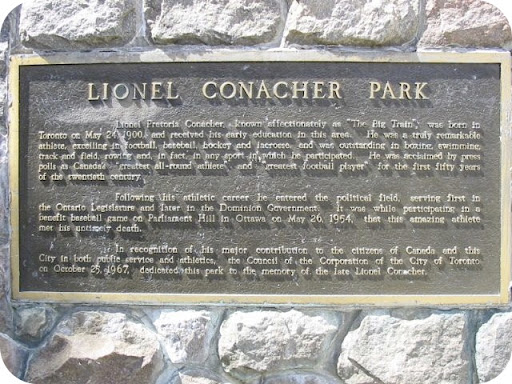 LIONEL CONACHER PARK
Lionel Pretoria Conacher, known affectionately as "The Big Train", was born in
Toronto on May 24, 1900, and received his early education in this area. He was a truly remarkable
athlete, excelling in football, baseball, hockey and lacrosse, and was outstanding in boxing, swimming,
track and field, rowing and, in fact, in any sport in which he participated. He was acclaimed by press
polls as Canada's "greatest all-round athlete" and "greatest football player" for the first fifty years
of the twentieth century.
Following his athletic career he entered the political field, serving first in
the Ontario Legislature and later in the Dominion Government. It was while participating in a
benefit baseball game on Parliament Hill in Ottawa on May 26, 1954, that this amazing athlete
met his untimely death.
In recognition of his major contribution to the citizens of Canada and this
City in both public service and athletics, the Council of the Corporation of the City of Toronto
on October 25, 1967, dedicated this park to the memory of the late Lionel Conacher.